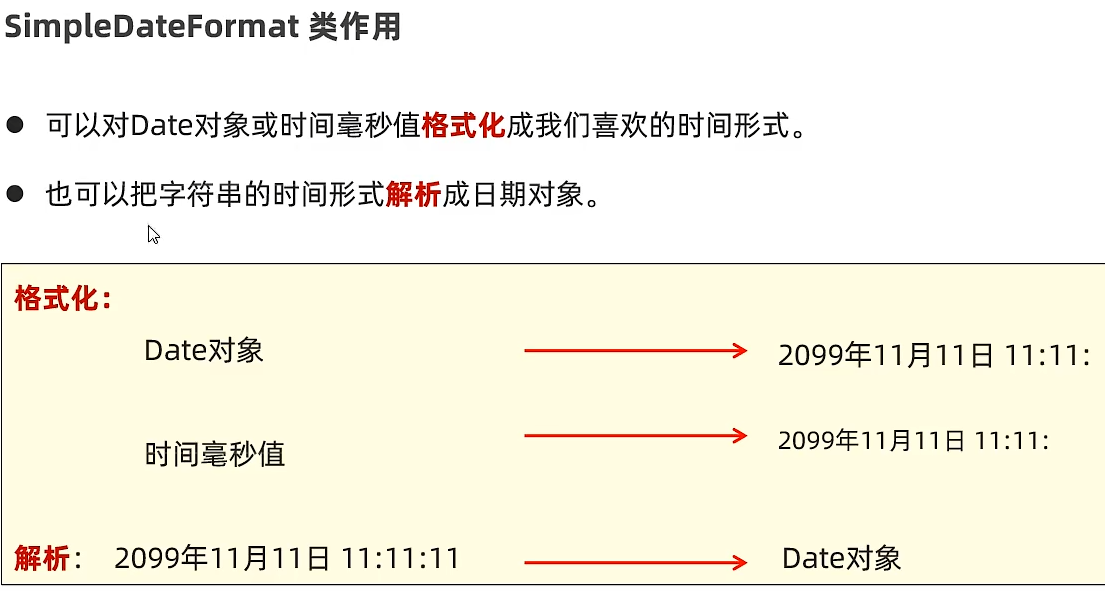 SimpleDateFormat 类作用
● 可以对Date对象或时间毫秒值格式化成我们喜欢的时间形式。
● 也可以把字符串的时间形式解析成日期对象。
格式化：
Date对象 2099年11月11日 11:11:
时间毫秒值 2099年11月11日 11:11:
解析： 2099年11月11日 11:11:11 Date对象